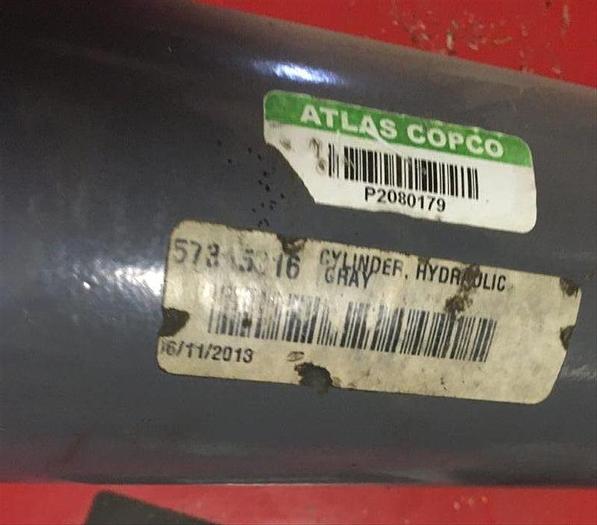 ATLAS COPCO
P2080179
CYLINDER, HYDRAULIC
GRAY
6/11/2013